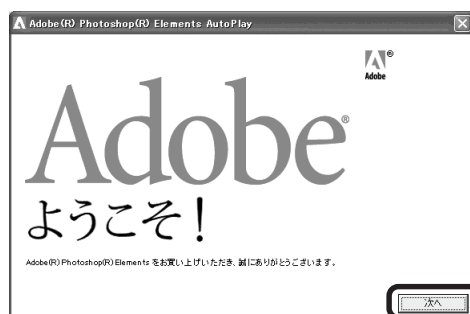 Adobe(R) Photoshop(R) Elements AutoPlay
Adobe
Adobe®
ようこそ!
Adobe(R) Photoshop(R) Elements をお買い上げいただき、誠にありがとうございます。
次へ